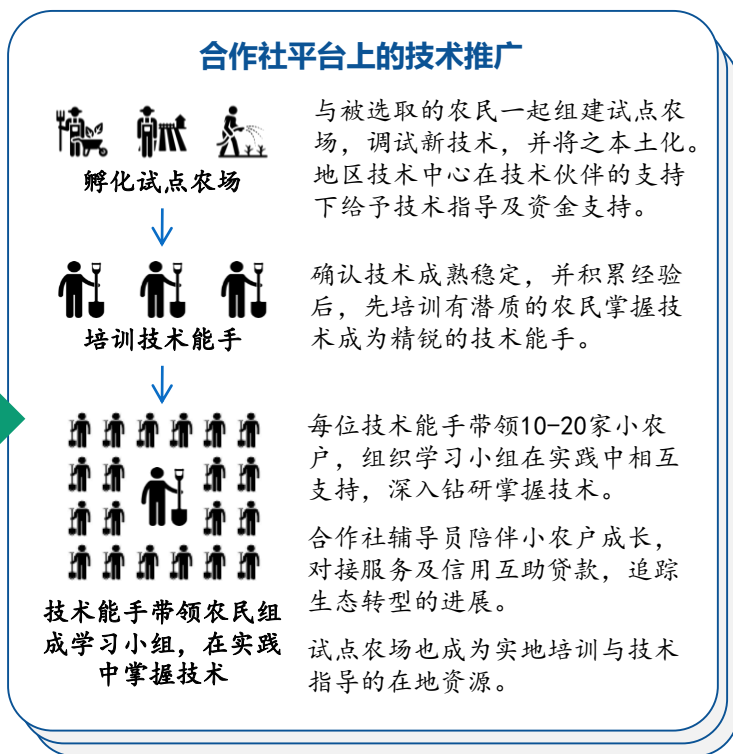 合作社平台上的技术推广
孵化试点农场
与被选取的农民一起组建试点农
场，调试新技术，并将之本土化。
地区技术中心在技术伙伴的支持
下给予技术指导及资金支持。
培训技术能手
确认技术成熟稳定，并积累经验
后，先培训有潜质的农民掌握技
术成为精锐的技术能手。
技术能手带领农民组
成学习小组，在实践
中掌握技术
每位技术能手带领10-20家小农
户，组织学习小组在实践中相互
支持，深入钻研掌握技术。
合作社辅导员陪伴小农户成长，
对接服务及信用互助贷款，追踪
生态转型的进展。
试点农场也成为实地培训与技术
指导的在地资源。